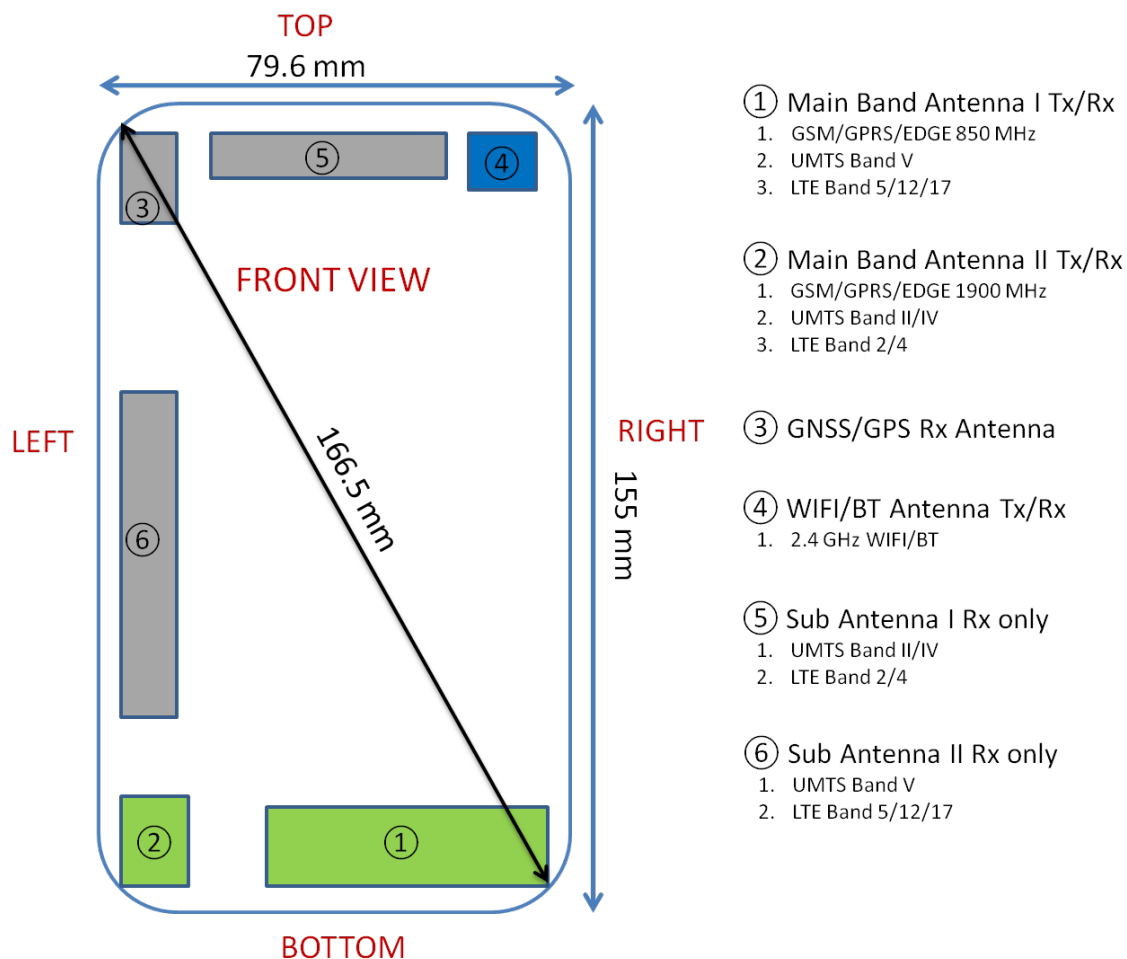 TOP
79.6 mm
⑤
④
③
FRONT VIEW
LEFT
RIGHT
166.5 mm
155 mm
⑥
②
①
BOTTOM
① Main Band Antenna I Tx/Rx
1. GSM/GPRS/EDGE 850 MHz
2. UMTS Band V
3. LTE Band 5/12/17
② Main Band Antenna II Tx/Rx
1. GSM/GPRS/EDGE 1900 MHz
2. UMTS Band II/IV
3. LTE Band 2/4
③ GNSS/GPS Rx Antenna
④ WIFI/BT Antenna Tx/Rx
1. 2.4 GHz WIFI/BT
⑤ Sub Antenna I Rx only
1. UMTS Band II/IV
2. LTE Band 2/4
⑥ Sub Antenna II Rx only
1. UMTS Band V
2. LTE Band 5/12/17